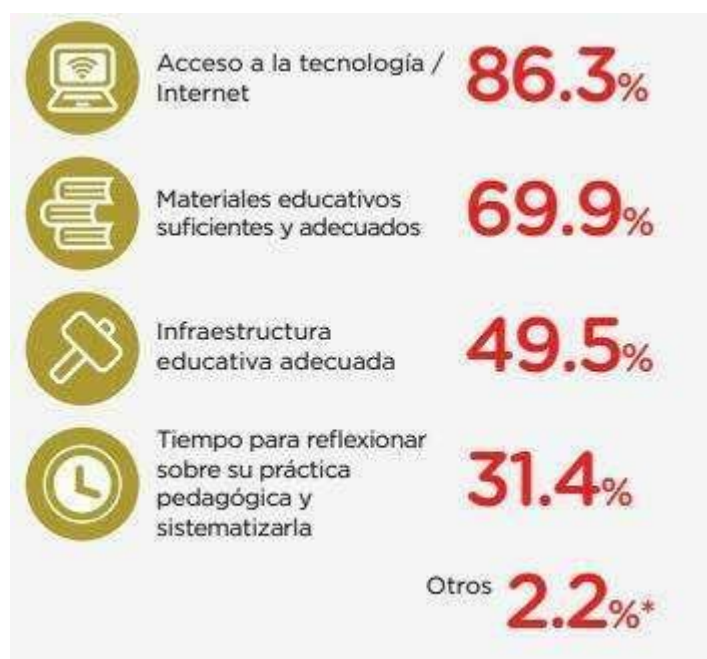 Acceso a la tecnología /
Internet
86.3%
Materiales educativos
suficientes y adecuados
69.9%
Infraestructura
educativa adecuada
49.5%
Tiempo para reflexionar
sobre su práctica
pedagógica y
sistematizarla
31.4%
Otros 2.2%*